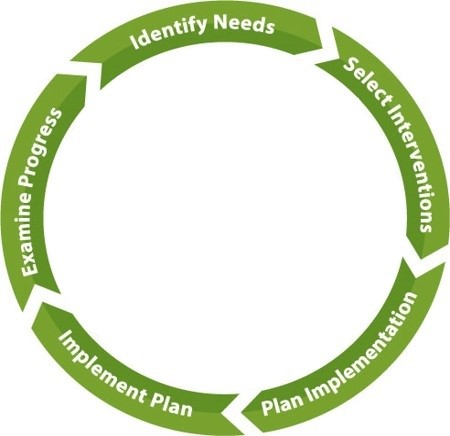 Identify Needs
Select Interventions
Plan Implementation
Implement Plan
Examine Progress